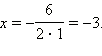 x = −6/(2·1) = −3.